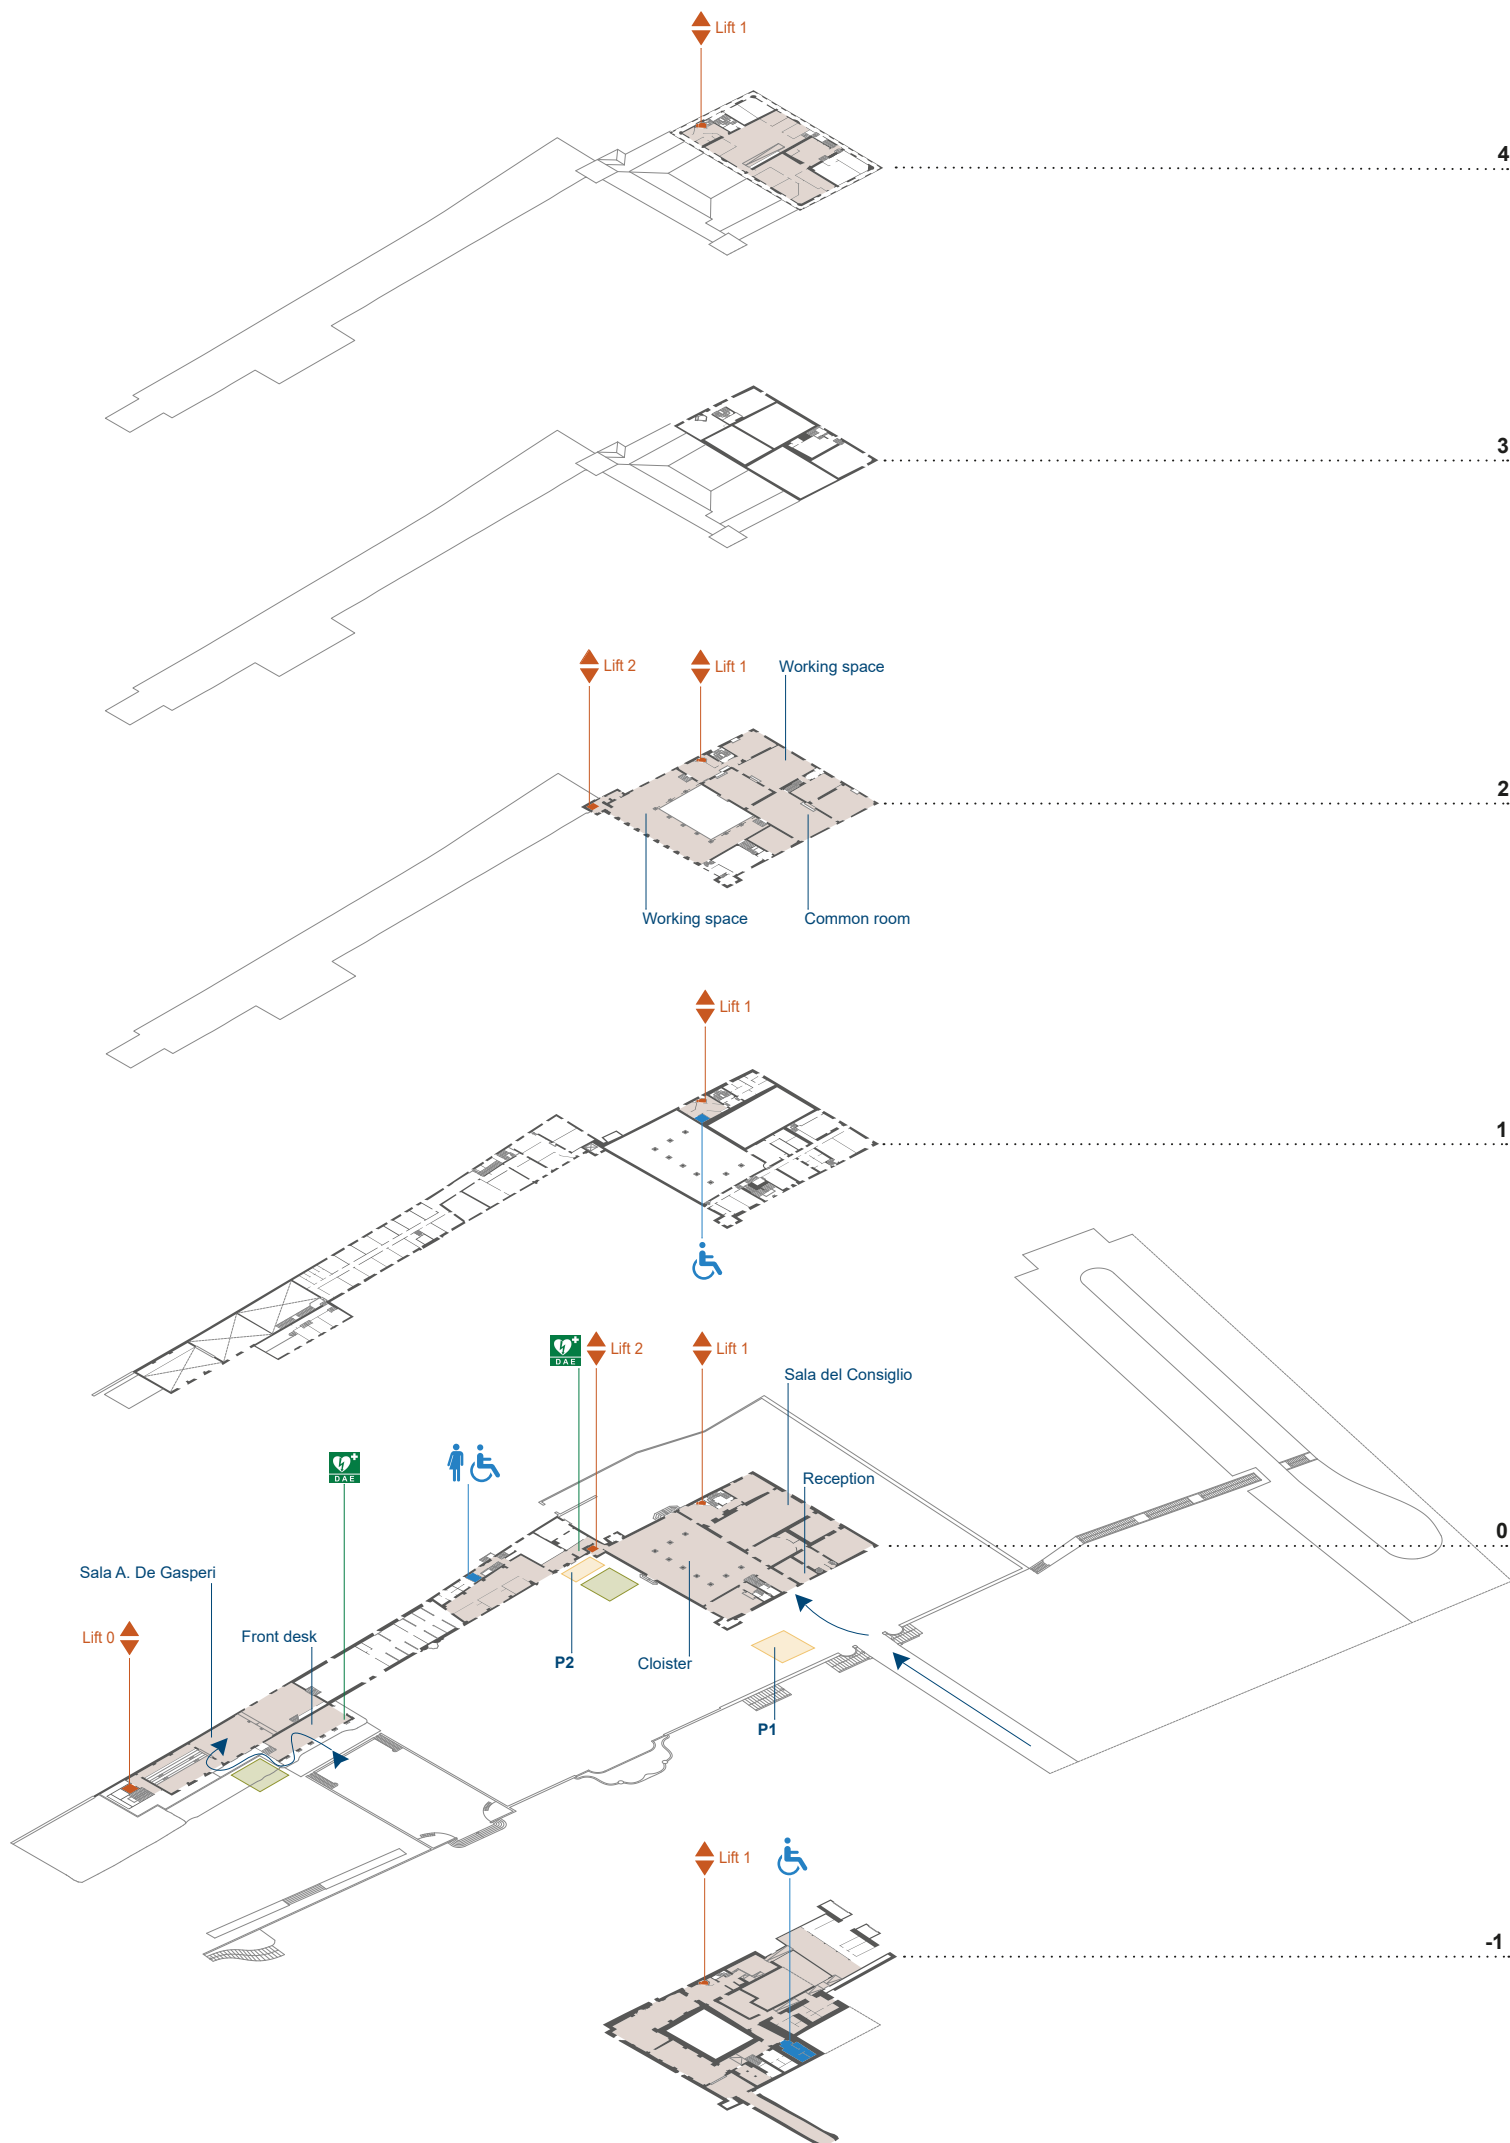 Lift 1
4
3
Lift 2
Lift 1
Working space
2
Working space
Common room
Lift 1
1
DAE
Lift 2
Lift 1
Sala del Consiglio
DAE
Reception
0
Sala A. De Gasperi
Lift 0
Front desk
P2
Cloister
P1
Lift 1
-1